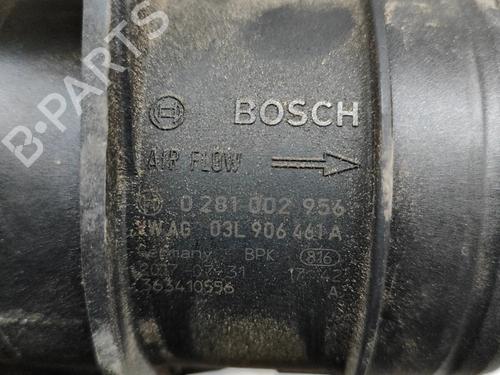 BOSCH
AIR FLOW
0 281 002 956
VWAG 03L 906 461 A
Germany BPK 816
2017-07-31 17:42
363410556 A
B-PARTS